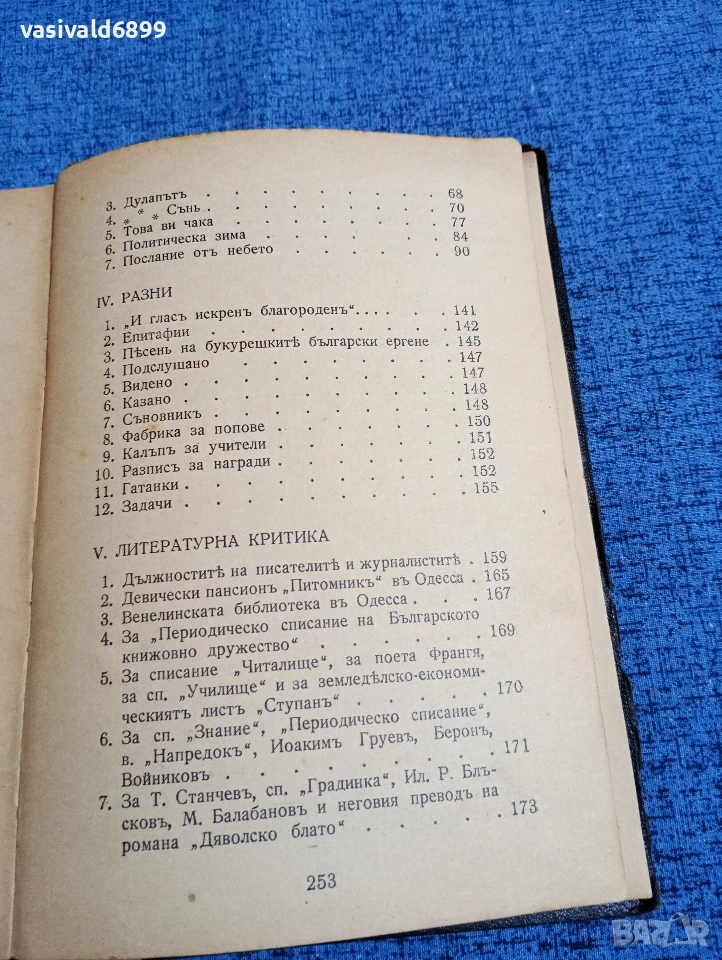 vasivald6899
3. Дулапътъ . . . . . . . . 68
4. * * * Сънь . . . . . . . . 70
5. Това ви чака . . . . . . . 77
6. Политическа зима . . . . . . 84
7. Послание отъ небето . . . . . 90
IV. РАЗНИ
1. „И гласъ искренъ благороденъ“. . . . . . 141
2. Епитафии . . . . . . . . 142
3. Пѣсень на букурешкитѣ български ергене . 145
4. Подслушано . . . . . . . 147
5. Видено . . . . . . . . . 147
6. Казано . . . . . . . . . 148
7. Съновникъ . . . . . . . . 148
8. Фабрика за попове . . . . . . 150
9. Калъпъ за учители . . . . . . 151
10. Разписъ за награди . . . . . . 152
11. Гатанки . . . . . . . . . 152
12. Задачи . . . . . . . . . 155
V. ЛИТЕРАТУРНА КРИТИКА
1. Дължноститѣ на писателитѣ и журналиститѣ . 159
2. Девически пансионъ „Питомникъ“ въ Одесса . 165
3. Венелинската библиотека въ Одесса . . . 167
4. За „Периодическо списание на Българското
книжовно дружество“ . . . . . . 169
5. За списание „Читалище“, за поета Франгя,
за сп. „Училище“ и за земледѣлско-економи-
ческиятъ листъ „Ступанъ“ . . . . . 170
6. За сп. „Знание“, „Периодическо списание“,
в. „Напредокъ“, Иоакимъ Груевъ, Беронъ,
Войниковъ . . . . . . . . 171
7. За Т. Станчевъ, сп. „Градинка“, Ил. Р. Блъ-
сковъ, М. Балабановъ и неговия преводъ на
романа „Дяволско блато“ . . . . . 173
253
BAZAR